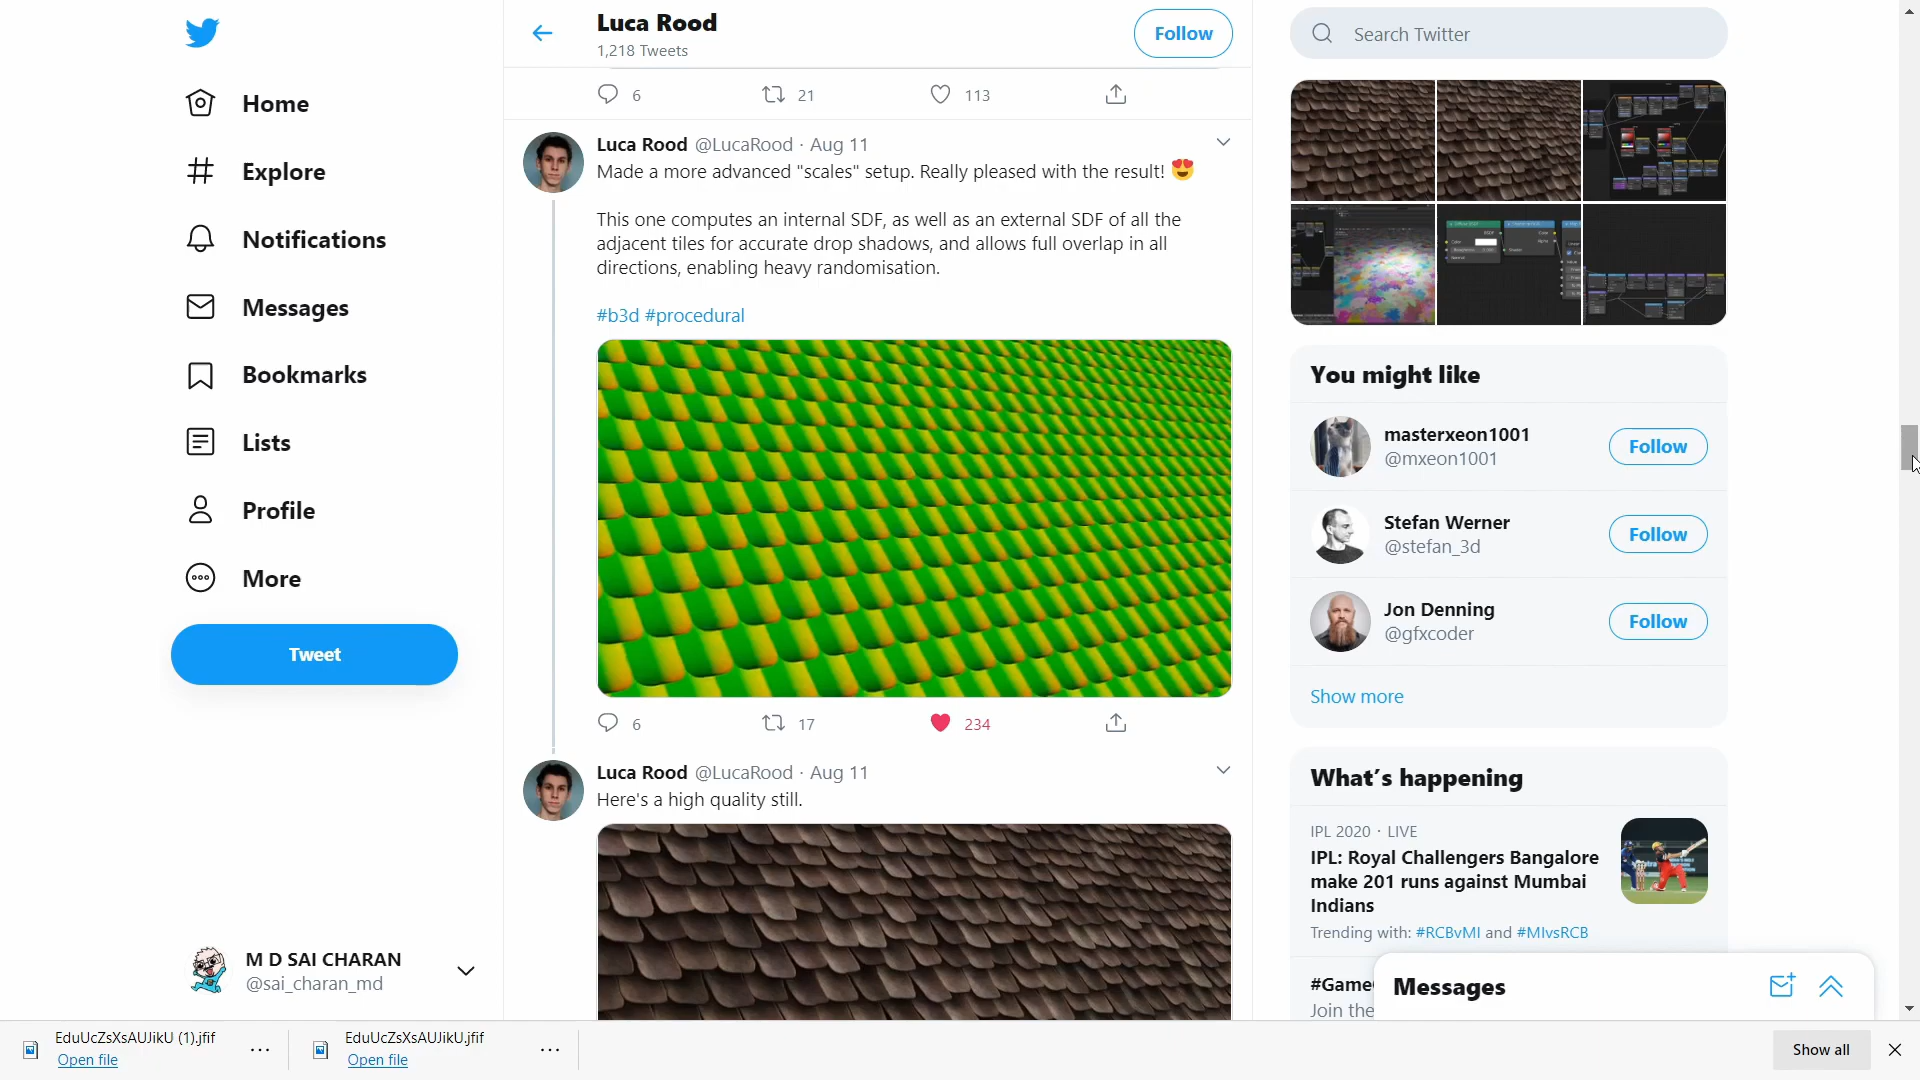 Home
Explore
Notifications
Messages
Bookmarks
Lists
Profile
More
Tweet
M D SAI CHARAN
@sai_charan_md
Luca Rood
1,218 Tweets
Follow
6 21 113
Luca Rood @LucaRood · Aug 11
Made a more advanced "scales" setup. Really pleased with the result! 😍
This one computes an internal SDF, as well as an external SDF of all the
adjacent tiles for accurate drop shadows, and allows full overlap in all
directions, enabling heavy randomisation.
#b3d #procedural
6 17 234
Luca Rood @LucaRood · Aug 11
Here's a high quality still.
Search Twitter
You might like
masterxeon1001
@mxeon1001
Follow
Stefan Werner
@stefan_3d
Follow
Jon Denning
@gfxcoder
Follow
Show more
What's happening
IPL 2020 · LIVE
IPL: Royal Challengers Bangalore
make 201 runs against Mumbai
Indians
Trending with: #RCBvMI and #MIvsRCB
#Game
Join the
Messages
EduUcZsXsAUJikU (1).jfif
Open file
EduUcZsXsAUJikU.jfif
Open file
Show all